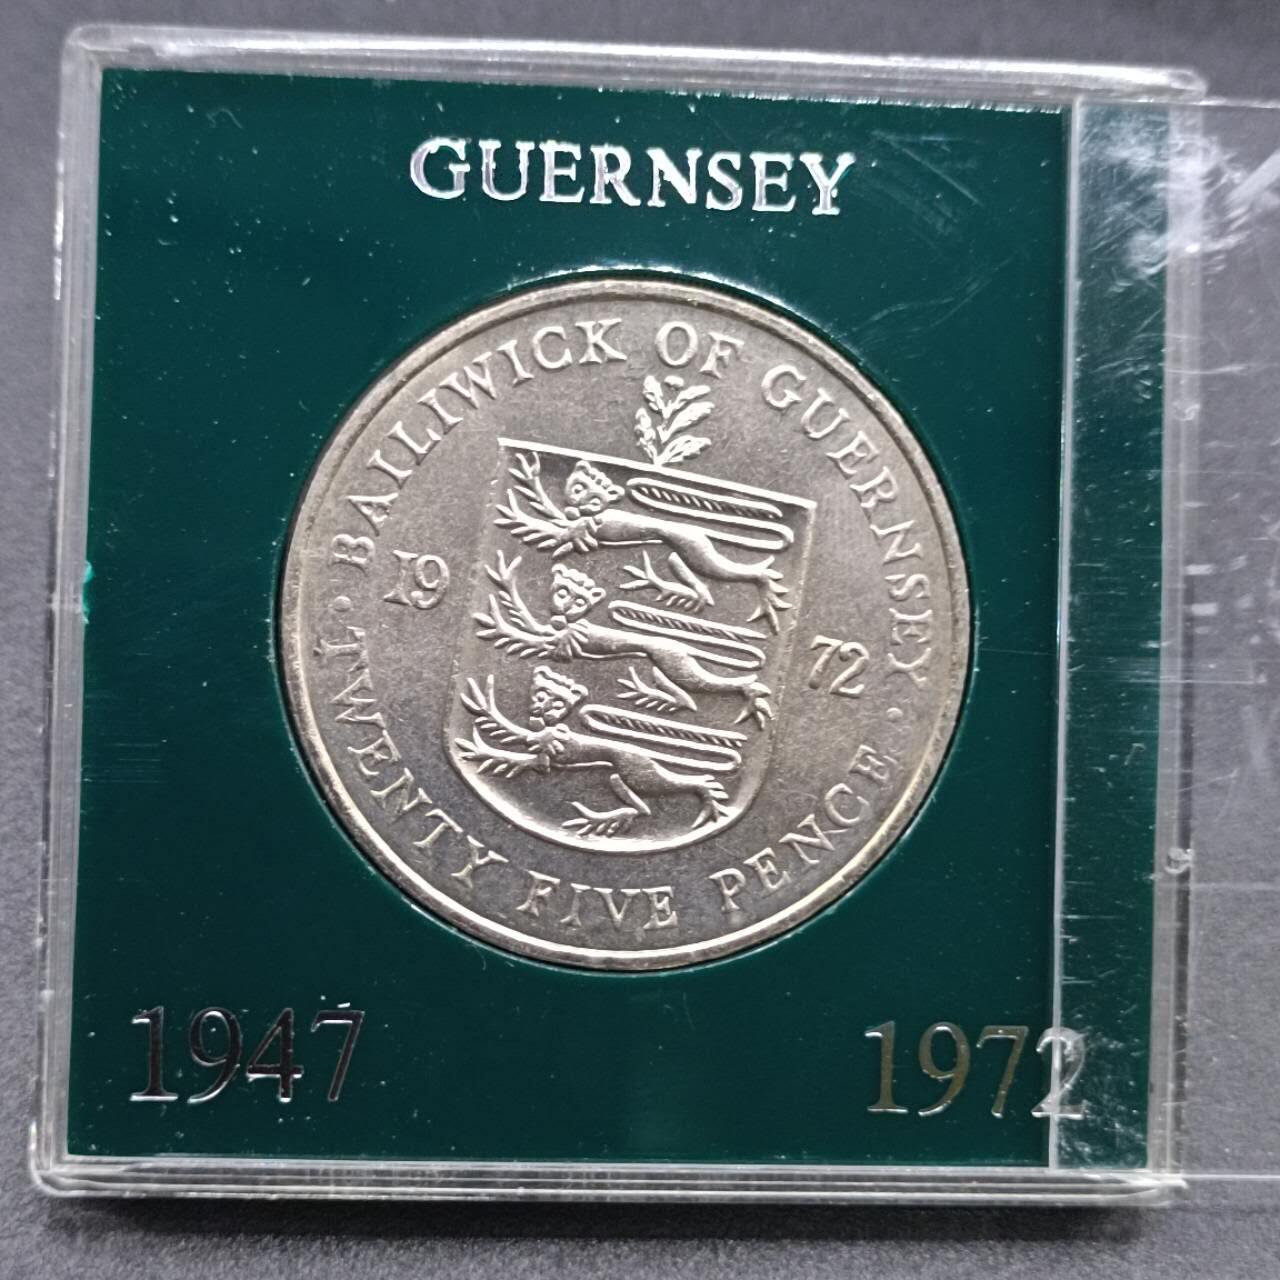 GUERNSEY
· BAILIWICK OF GUERNSEY ·
19 72
TWENTY FIVE PENCE
1947 1972